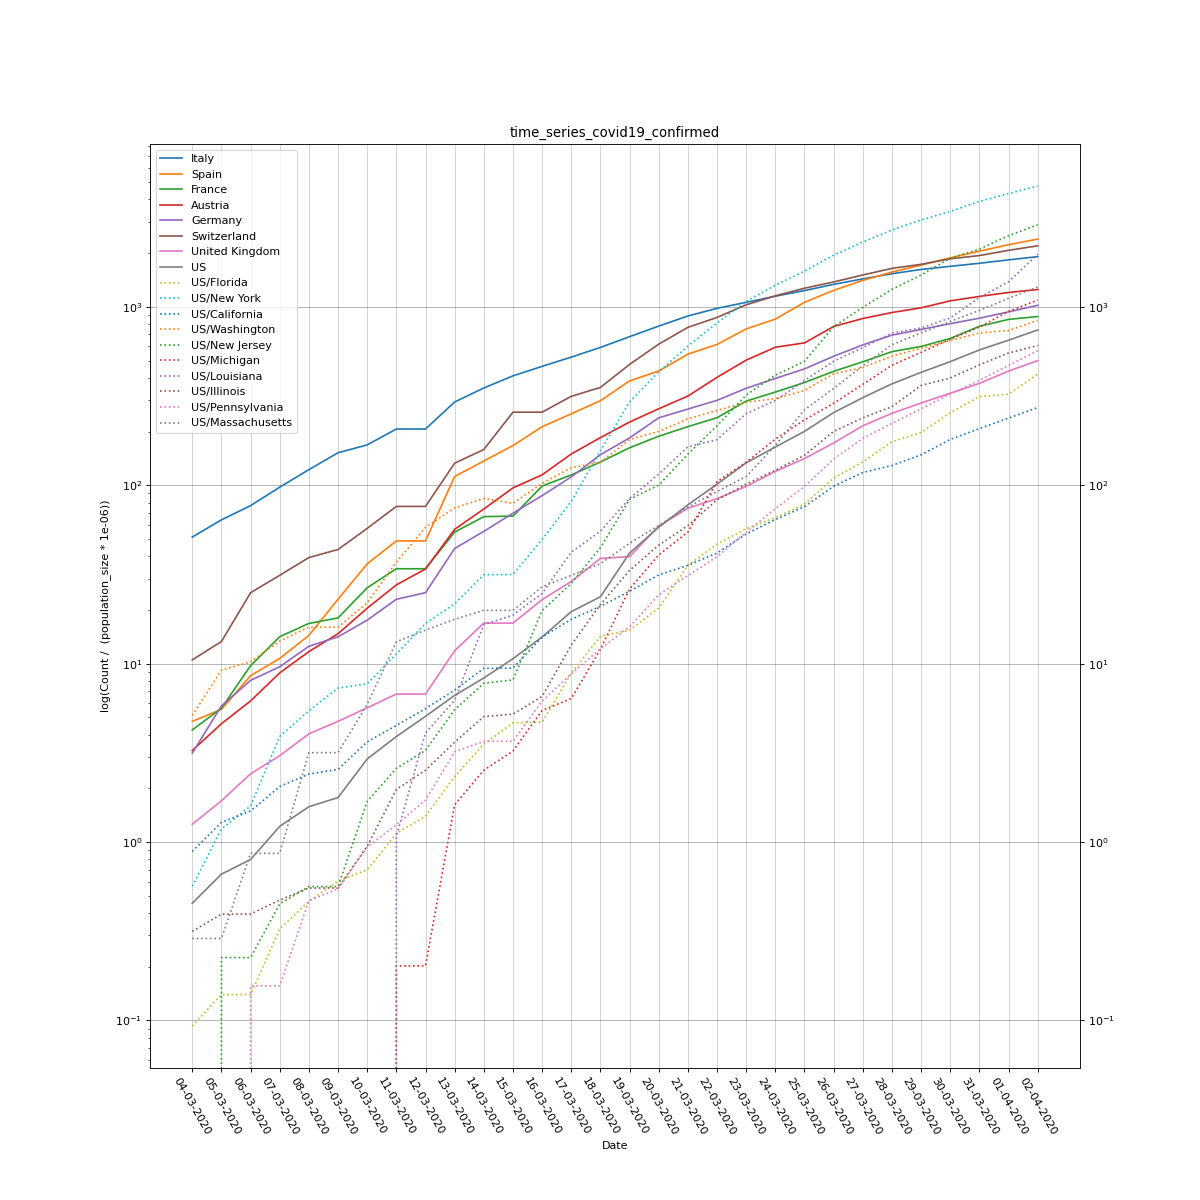 time_series_covid19_confirmed
Italy
Spain
France
Austria
Germany
Switzerland
United Kingdom
US
US/Florida
US/New York
US/California
US/Washington
US/New Jersey
US/Michigan
US/Louisiana
US/Illinois
US/Pennsylvania
US/Massachusetts
log(Count / (population_size * 1e-06))
10³
10²
10¹
10⁰
10⁻¹
10³
10²
10¹
10⁰
10⁻¹
04-03-2020
05-03-2020
06-03-2020
07-03-2020
08-03-2020
09-03-2020
10-03-2020
11-03-2020
12-03-2020
13-03-2020
14-03-2020
15-03-2020
16-03-2020
17-03-2020
18-03-2020
19-03-2020
20-03-2020
21-03-2020
22-03-2020
23-03-2020
24-03-2020
25-03-2020
26-03-2020
27-03-2020
28-03-2020
29-03-2020
30-03-2020
31-03-2020
01-04-2020
02-04-2020
Date